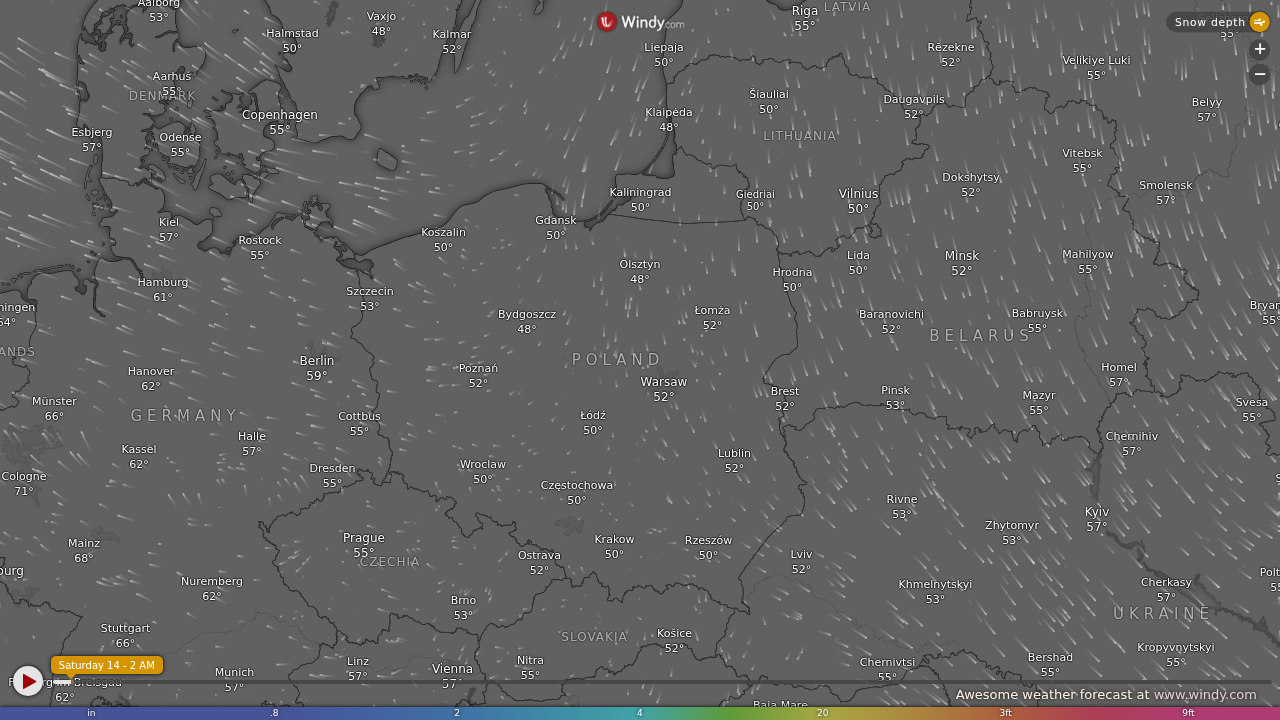 Aalborg
53°
Vaxjo
48°
Halmstad
50°
Kalmar
52°
Windy.com
Riga
55°
LATVIA
Snow depth
55°
+
−
Liepaja
50°
Rēzekne
52°
Velikiye Luki
55°
Aarhus
55°
DENMARK
Šiauliai
50°
Daugavpils
52°
Belyy
57°
Copenhagen
55°
Klaipėda
48°
LITHUANIA
Esbjerg
57°
Odense
55°
Vitebsk
55°
Dokshytsy
52°
Smolensk
57°
Kaliningrad
50°
Giedriai
50°
Vilnius
50°
Kiel
57°
Gdansk
50°
Koszalin
50°
Rostock
55°
Lida
50°
Minsk
52°
Mahilyow
55°
Olsztyn
48°
Hrodna
50°
Hamburg
61°
Szczecin
53°
Bydgoszcz
48°
Łomża
52°
Baranovichi
52°
Babruysk
55°
BELARUS
POLAND
Berlin
59°
Hanover
62°
Poznań
52°
Warsaw
52°
Homel
57°
Brest
52°
Pinsk
53°
Mazyr
55°
Münster
66°
GERMANY
Cottbus
55°
Łódź
50°
Svesa
55°
Halle
57°
Kassel
62°
Chernihiv
57°
Lublin
52°
Cologne
71°
Dresden
55°
Wroclaw
50°
Częstochowa
50°
Rivne
53°
Kyiv
57°
Zhytomyr
53°
Mainz
68°
Prague
55°
CZECHIA
Krakow
50°
Rzeszów
50°
Ostrava
52°
Lviv
52°
Nuremberg
62°
Khmelnytskyi
53°
Cherkasy
57°
Brno
53°
UKRAINE
Stuttgart
66°
SLOVAKIA
Košice
52°
Kropyvnytskyi
55°
Saturday 14 - 2 AM
Munich
57°
Linz
57°
Vienna
57°
Nitra
55°
Chernivtsi
55°
Bershad
55°
62°
Awesome weather forecast at www.windy.com
Baia Mare
in .8 2 4 20 3ft 9ft